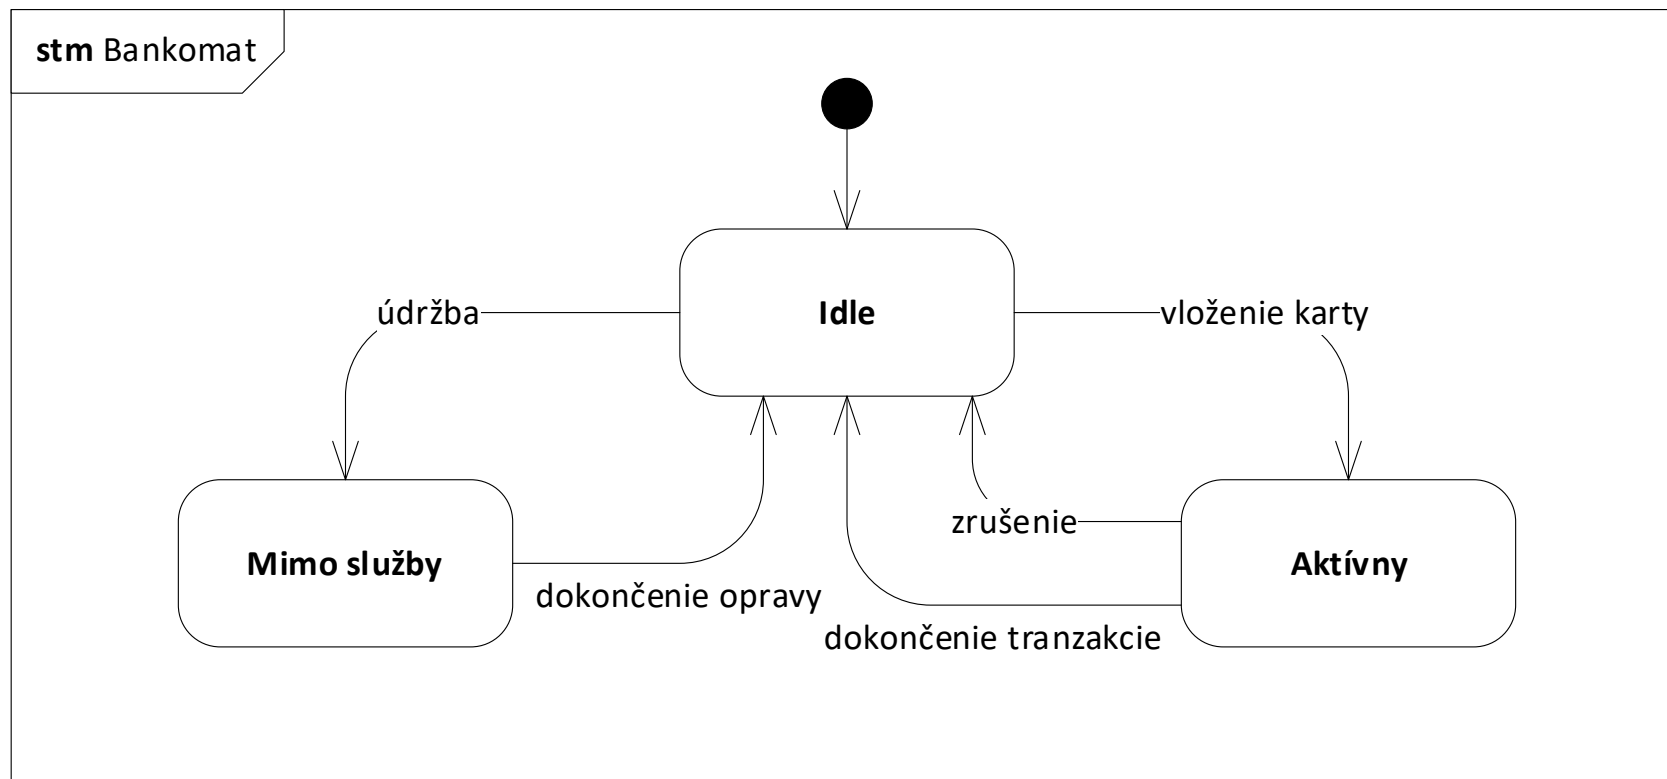 stm Bankomat
údržba
Idle
vloženie karty
zrušenie
Mimo služby
Aktívny
dokončenie opravy
dokončenie tranzakcie